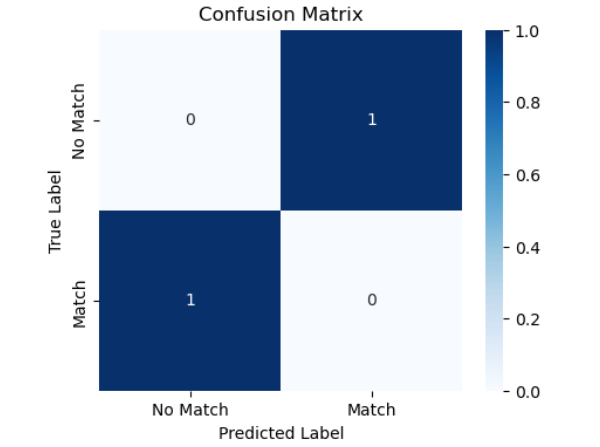 Confusion Matrix
No Match
0
1
Match
1
0
True Label
No Match
Match
Predicted Label
1.0
0.8
0.6
0.4
0.2
0.0